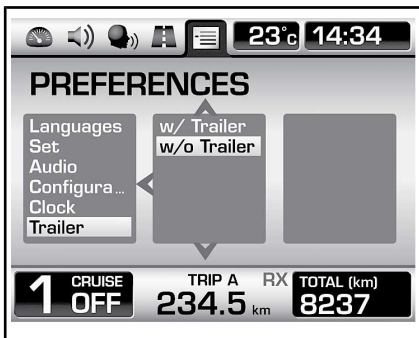 23°c 14:34
PREFERENCES
Languages
Set
Audio
Configura...
Clock
Trailer
w/ Trailer
w/o Trailer
1 CRUISE OFF
TRIP A
234.5 km
RX
TOTAL (km)
8237